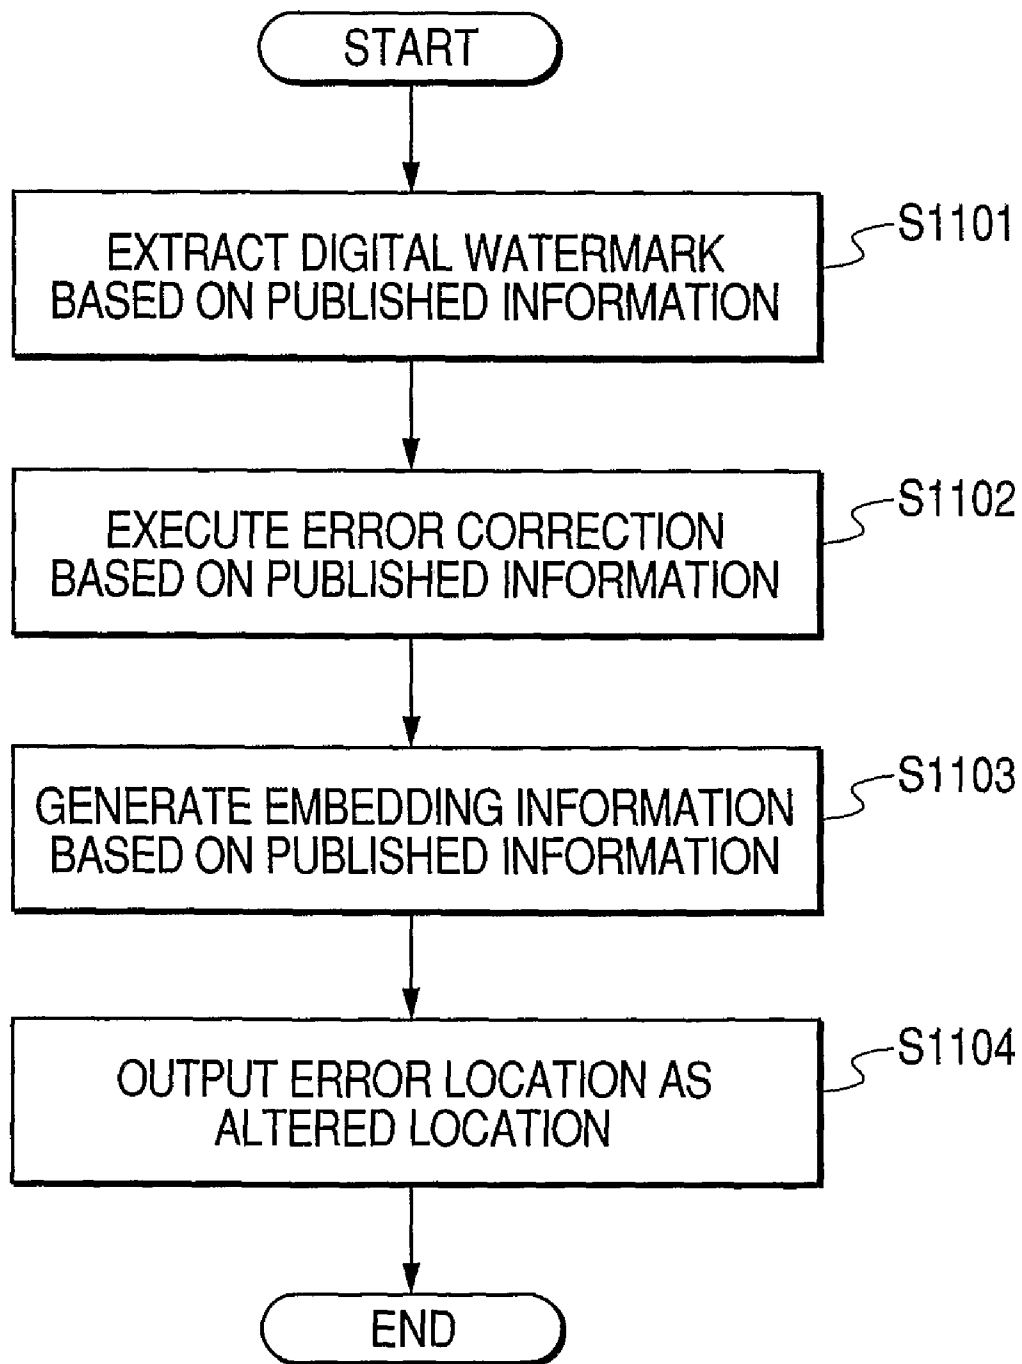 START
EXTRACT DIGITAL WATERMARK
BASED ON PUBLISHED INFORMATION
S1101
EXECUTE ERROR CORRECTION
BASED ON PUBLISHED INFORMATION
S1102
GENERATE EMBEDDING INFORMATION
BASED ON PUBLISHED INFORMATION
S1103
OUTPUT ERROR LOCATION AS
ALTERED LOCATION
S1104
END